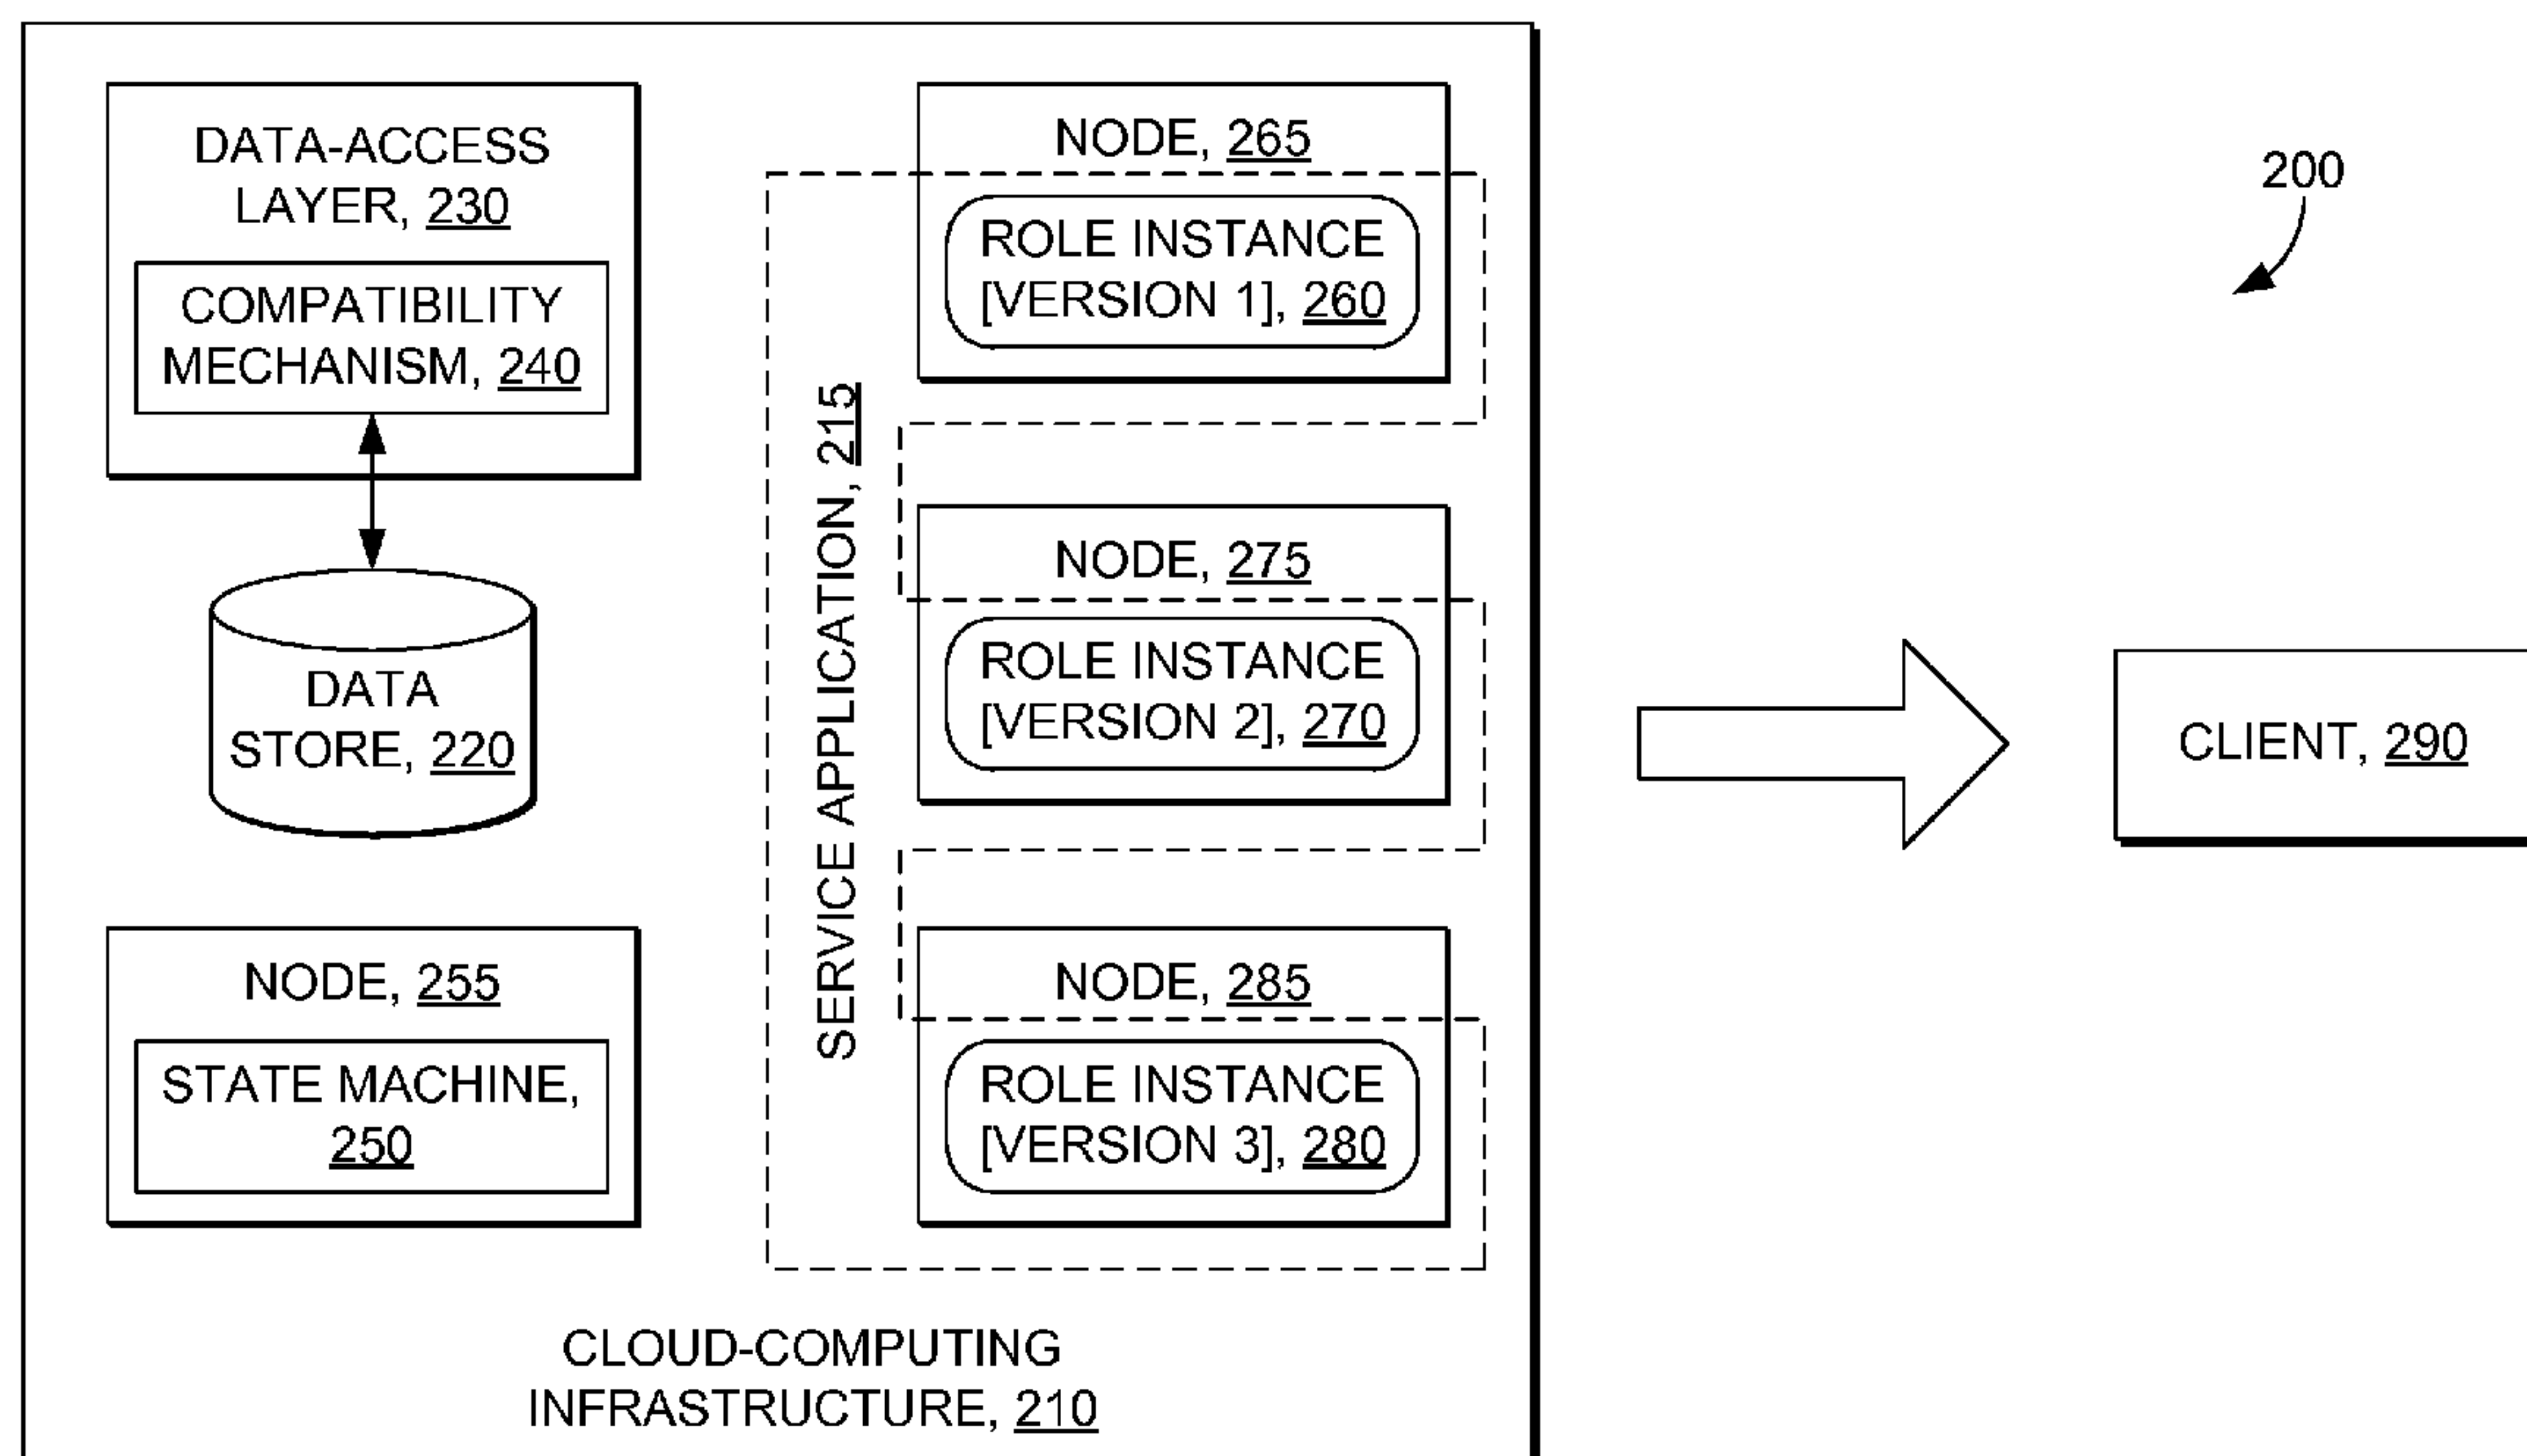 DATA-ACCESS
LAYER, 230
COMPATIBILITY
MECHANISM, 240
DATA
STORE, 220
NODE, 255
STATE MACHINE,
250
SERVICE APPLICATION, 215
NODE, 265
ROLE INSTANCE
[VERSION 1], 260
NODE, 275
ROLE INSTANCE
[VERSION 2], 270
NODE, 285
ROLE INSTANCE
[VERSION 3], 280
CLOUD-COMPUTING
INFRASTRUCTURE, 210
200
CLIENT, 290